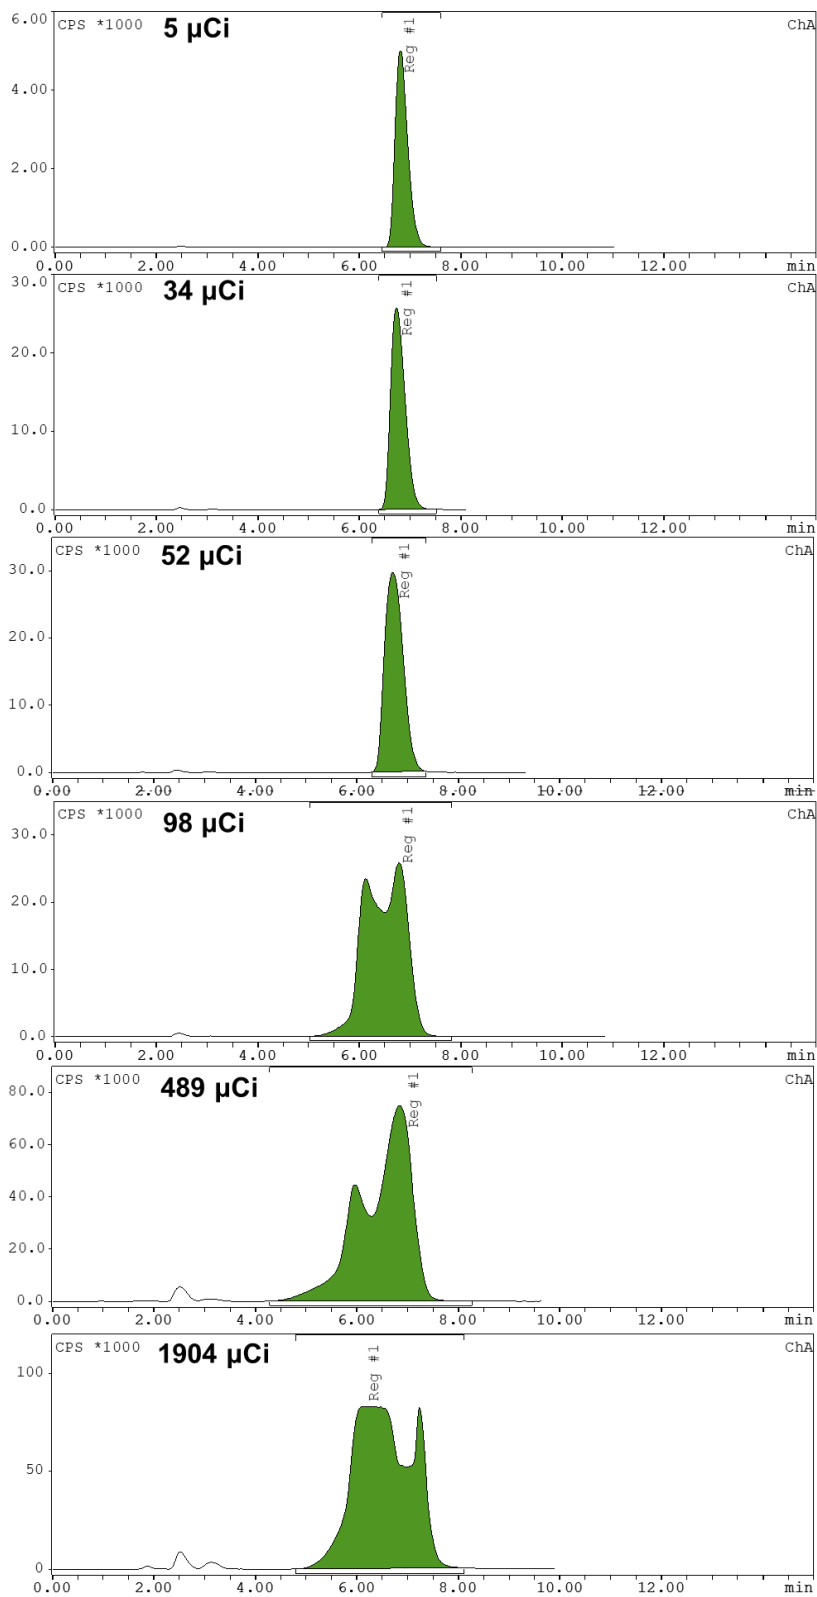 6.00 CPS *1000 5 µCi Reg #1 ChA
4.00
2.00
0.00
0.00 2.00 4.00 6.00 8.00 10.00 12.00 min
30.0 CPS *1000 34 µCi Reg #1 ChA
20.0
10.0
0.0
0.00 2.00 4.00 6.00 8.00 10.00 12.00 min
CPS *1000 52 µCi Reg #1 ChA
30.0
20.0
10.0
0.0
0.00 2.00 4.00 6.00 8.00 10.00 12.00 min
CPS *1000 98 µCi Reg #1 ChA
30.0
20.0
10.0
0.0
0.00 2.00 4.00 6.00 8.00 10.00 12.00 min
CPS *1000 489 µCi Reg #1 ChA
80.0
60.0
40.0
20.0
0.0
0.00 2.00 4.00 6.00 8.00 10.00 12.00 min
CPS *1000 1904 µCi Reg #1 ChA
100
50
0
0.00 2.00 4.00 6.00 8.00 10.00 12.00 min